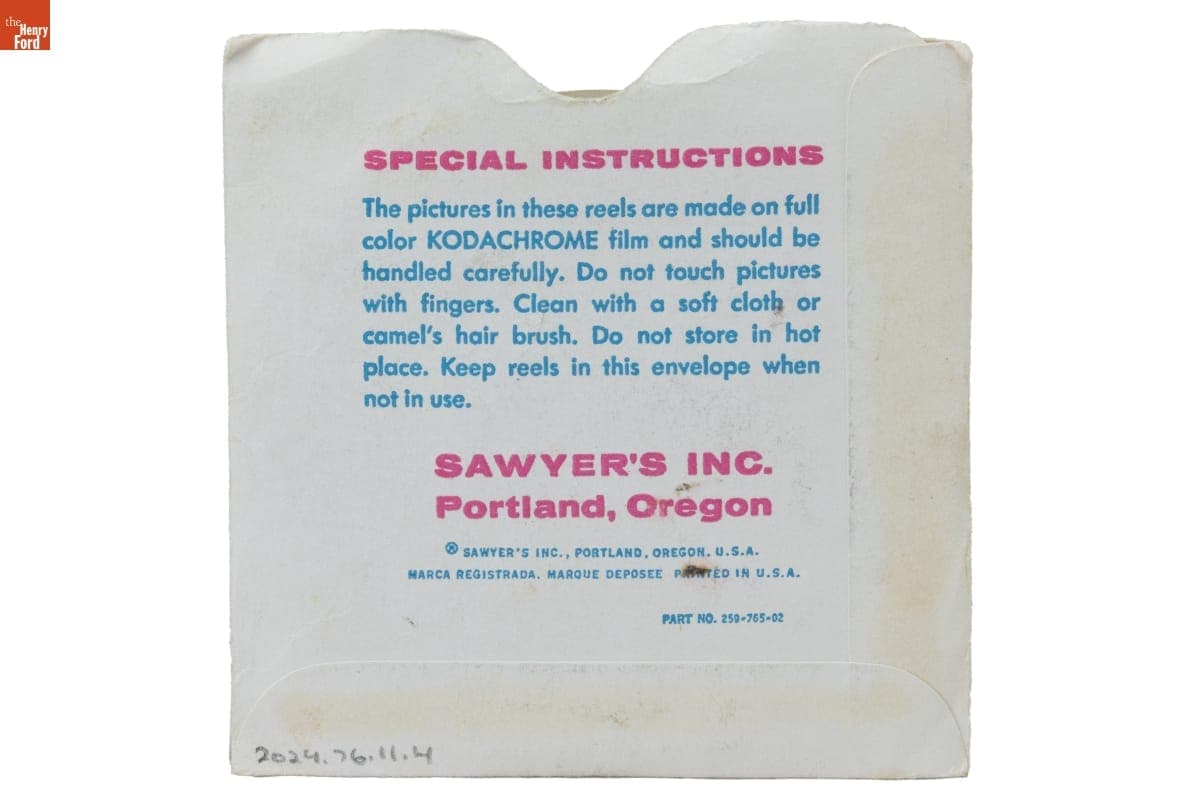 the
Henry
Ford
SPECIAL INSTRUCTIONS
The pictures in these reels are made on full
color KODACHROME film and should be
handled carefully. Do not touch pictures
with fingers. Clean with a soft cloth or
camel's hair brush. Do not store in hot
place. Keep reels in this envelope when
not in use.
SAWYER'S INC.
Portland, Oregon
® SAWYER'S INC., PORTLAND, OREGON. U.S.A.
MARCA REGISTRADA. MARQUE DEPOSEE PRINTED IN U.S.A.
PART NO. 259-765-02
2024.76.11.4